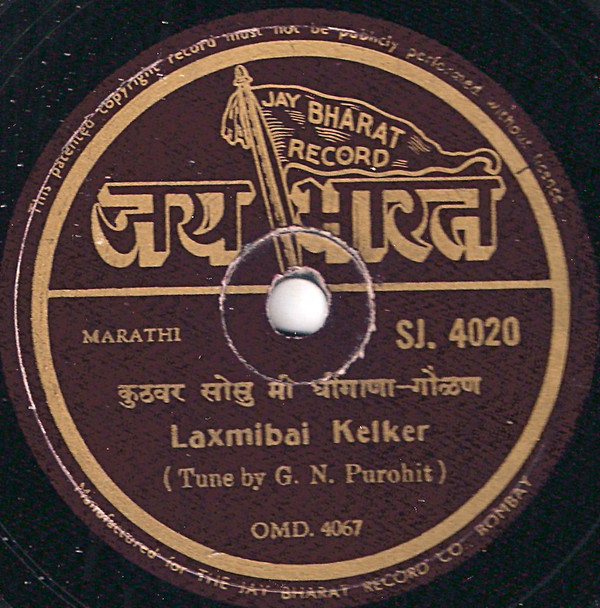 This patented copyright record must not be publicly performed without licence
JAY BHARAT
RECORD
जय भारत
MARATHI
SJ. 4020
कुठवर सोसु मी धींगाणा-गौळण
Laxmibai Kelker
(Tune by G. N. Purohit)
OMD. 4067
Manufactured for THE JAY BHARAT RECORD CO. BOMBAY